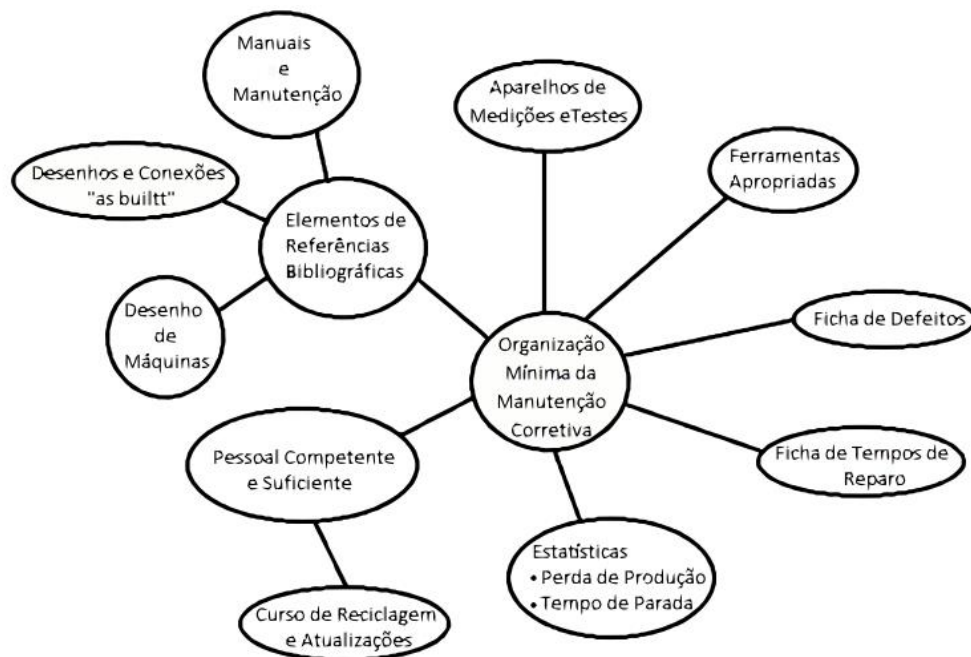 Manuais
e
Manutenção
Aparelhos de
Medições eTestes
Desenhos e Conexões
"as builtt"
Ferramentas
Apropriadas
Elementos de
Referências
Bibliográficas
Desenho
de
Máquinas
Ficha de Defeitos
Organização
Mínima da
Manutenção
Corretiva
Pessoal Competente
e Suficiente
Ficha de Tempos de
Reparo
Estatísticas
• Perda de Produção
• Tempo de Parada
Curso de Reciclagem
e Atualizações